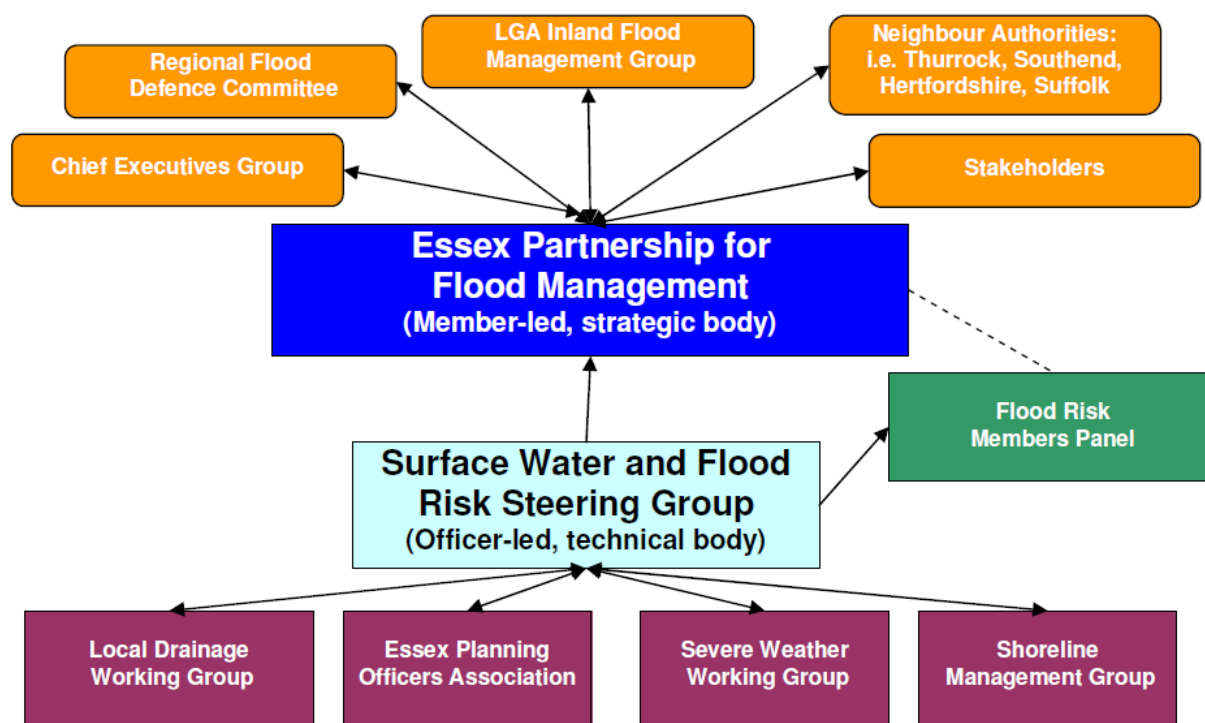 LGA Inland Flood
Management Group
Neighbour Authorities:
i.e. Thurrock, Southend,
Hertfordshire, Suffolk
Regional Flood
Defence Committee
Chief Executives Group
Stakeholders
Essex Partnership for
Flood Management
(Member-led, strategic body)
Flood Risk
Members Panel
Surface Water and Flood
Risk Steering Group
(Officer-led, technical body)
Local Drainage
Working Group
Essex Planning
Officers Association
Severe Weather
Working Group
Shoreline
Management Group